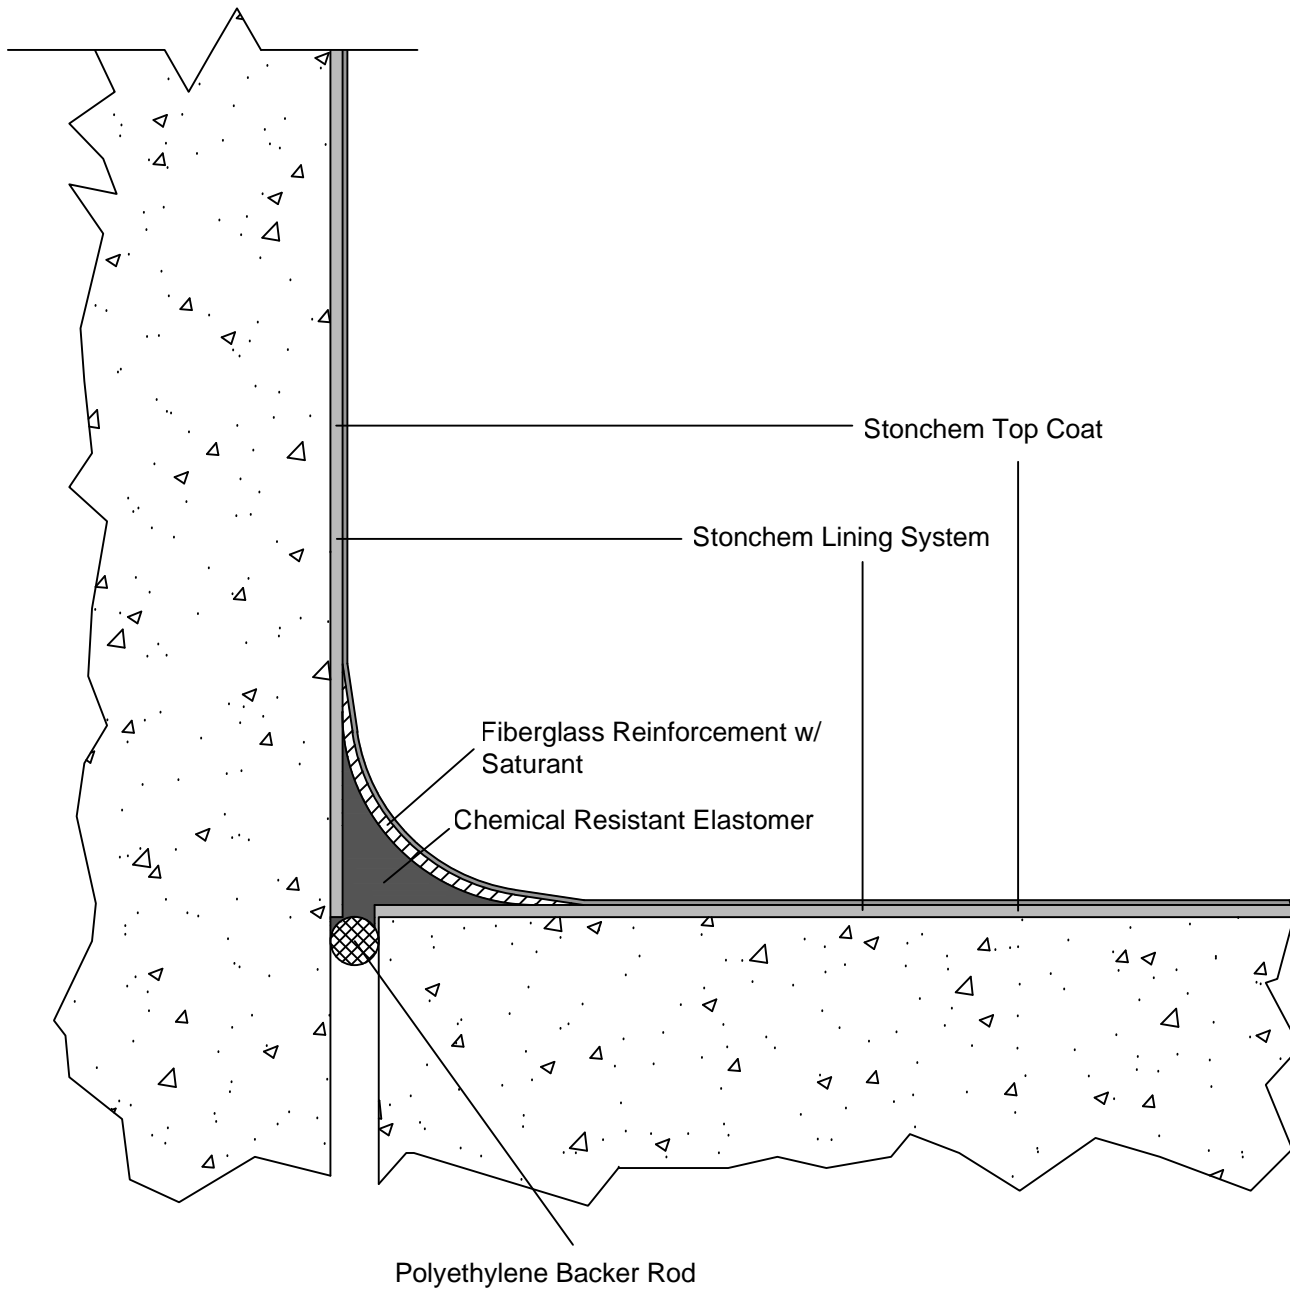 Stonchem Top Coat
Stonchem Lining System
Fiberglass Reinforcement w/
Saturant
Chemical Resistant Elastomer
Polyethylene Backer Rod